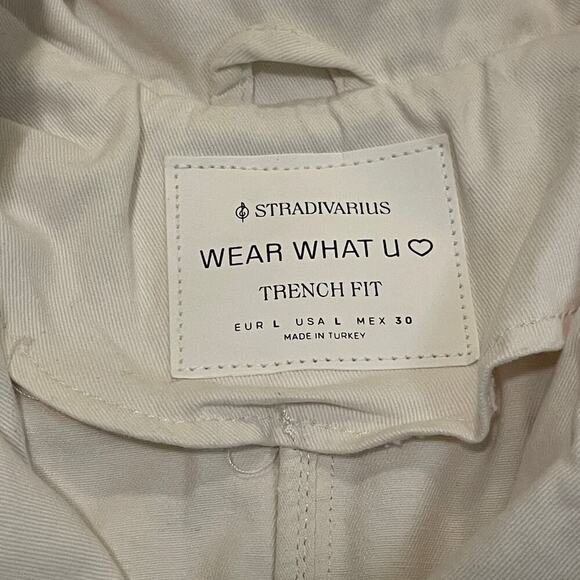 STRADIVARIUS
WEAR WHAT U♡
TRENCH FIT
EUR L USA L MEX 30
MADE IN TURKEY